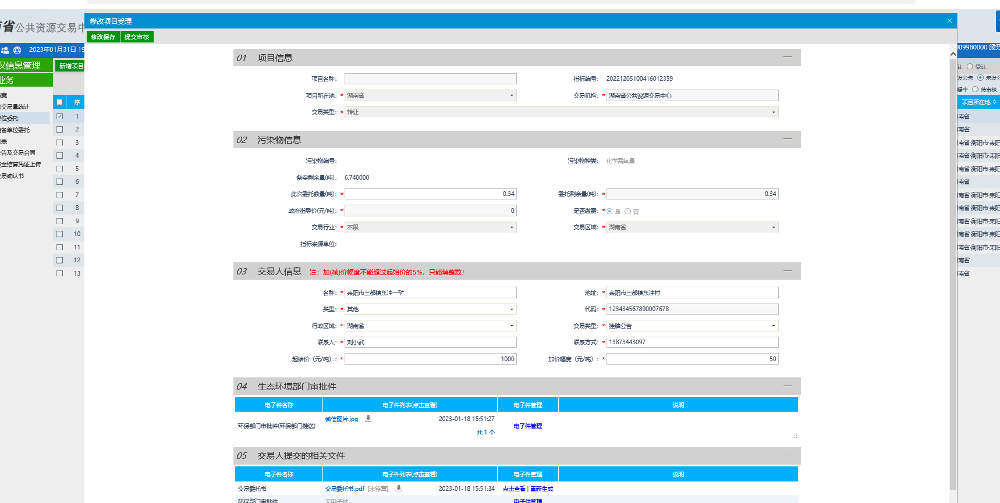 修改项目受理
省公共资源交易中
修改保存 提交审核
2023年01月31日 19
09980000 服务
权信息管理
新增项目
业务
让 受让
发公告 未发公
待审核
交易量统计
位委托
备单位委托
列表
告及交易合同
金结算凭证上传
易确认书
序
1
2
3
4
5
6
7
8
9
10
11
12
13
项目所在地
南省
南省
南省·衡阳市·耒阳
南省·衡阳市·耒阳
南省·衡阳市·耒阳
南省
南省·衡阳市·耒阳
南省·衡阳市·耒阳
南省·衡阳市·耒阳
南省·衡阳市·耒阳
南省·衡阳市·耒阳
南省
南省
01 项目信息
项目名称:
指标编号: 20221205100416012359
项目所在地: * 湖南省
交易机构: * 湖南省公共资源交易中心
交易类型: * 转让
02 污染物信息
污染物编号:
污染物种类: 化学需氧量
备案剩余量(吨): 6.740000
此次委托数量(吨): * 0.34
委托剩余量(吨): * 0.34
政府指导价(元/吨): * 0
是否缴费: * 是 否
交易行业: * 不限
交易区域: * 湖南省
指标来源单位:
03 交易人信息 注：加(减)价幅度不能超过起始价的5%，只能填整数!
名称: * 耒阳市三都镇东冲一矿
地址: * 耒阳市三都镇东冲村
类型: * 其他
代码: * 123434567890007678
行政区域: * 湖南省
交易类型: * 挂牌公告
联系人: * 刘小武
联系方式: * 13873443097
起始价（元/吨）: * 1000
加价幅度（元/吨）: * 50
04 生态环境部门审批件
电子件名称 电子件列表(点击查看) 电子件管理 说明
环保部门审批件(环保部门推送) 微信图片.jpg 2023-01-18 15:51:27 电子件管理
共 1 个
05 交易人提交的相关文件
电子件名称 电子件列表(点击查看) 电子件管理 说明
交易委托书 交易委托书.pdf [未签章] 2023-01-18 15:51:34 点击查看 | 重新生成
环保部门审批件 无电子件 电子件管理